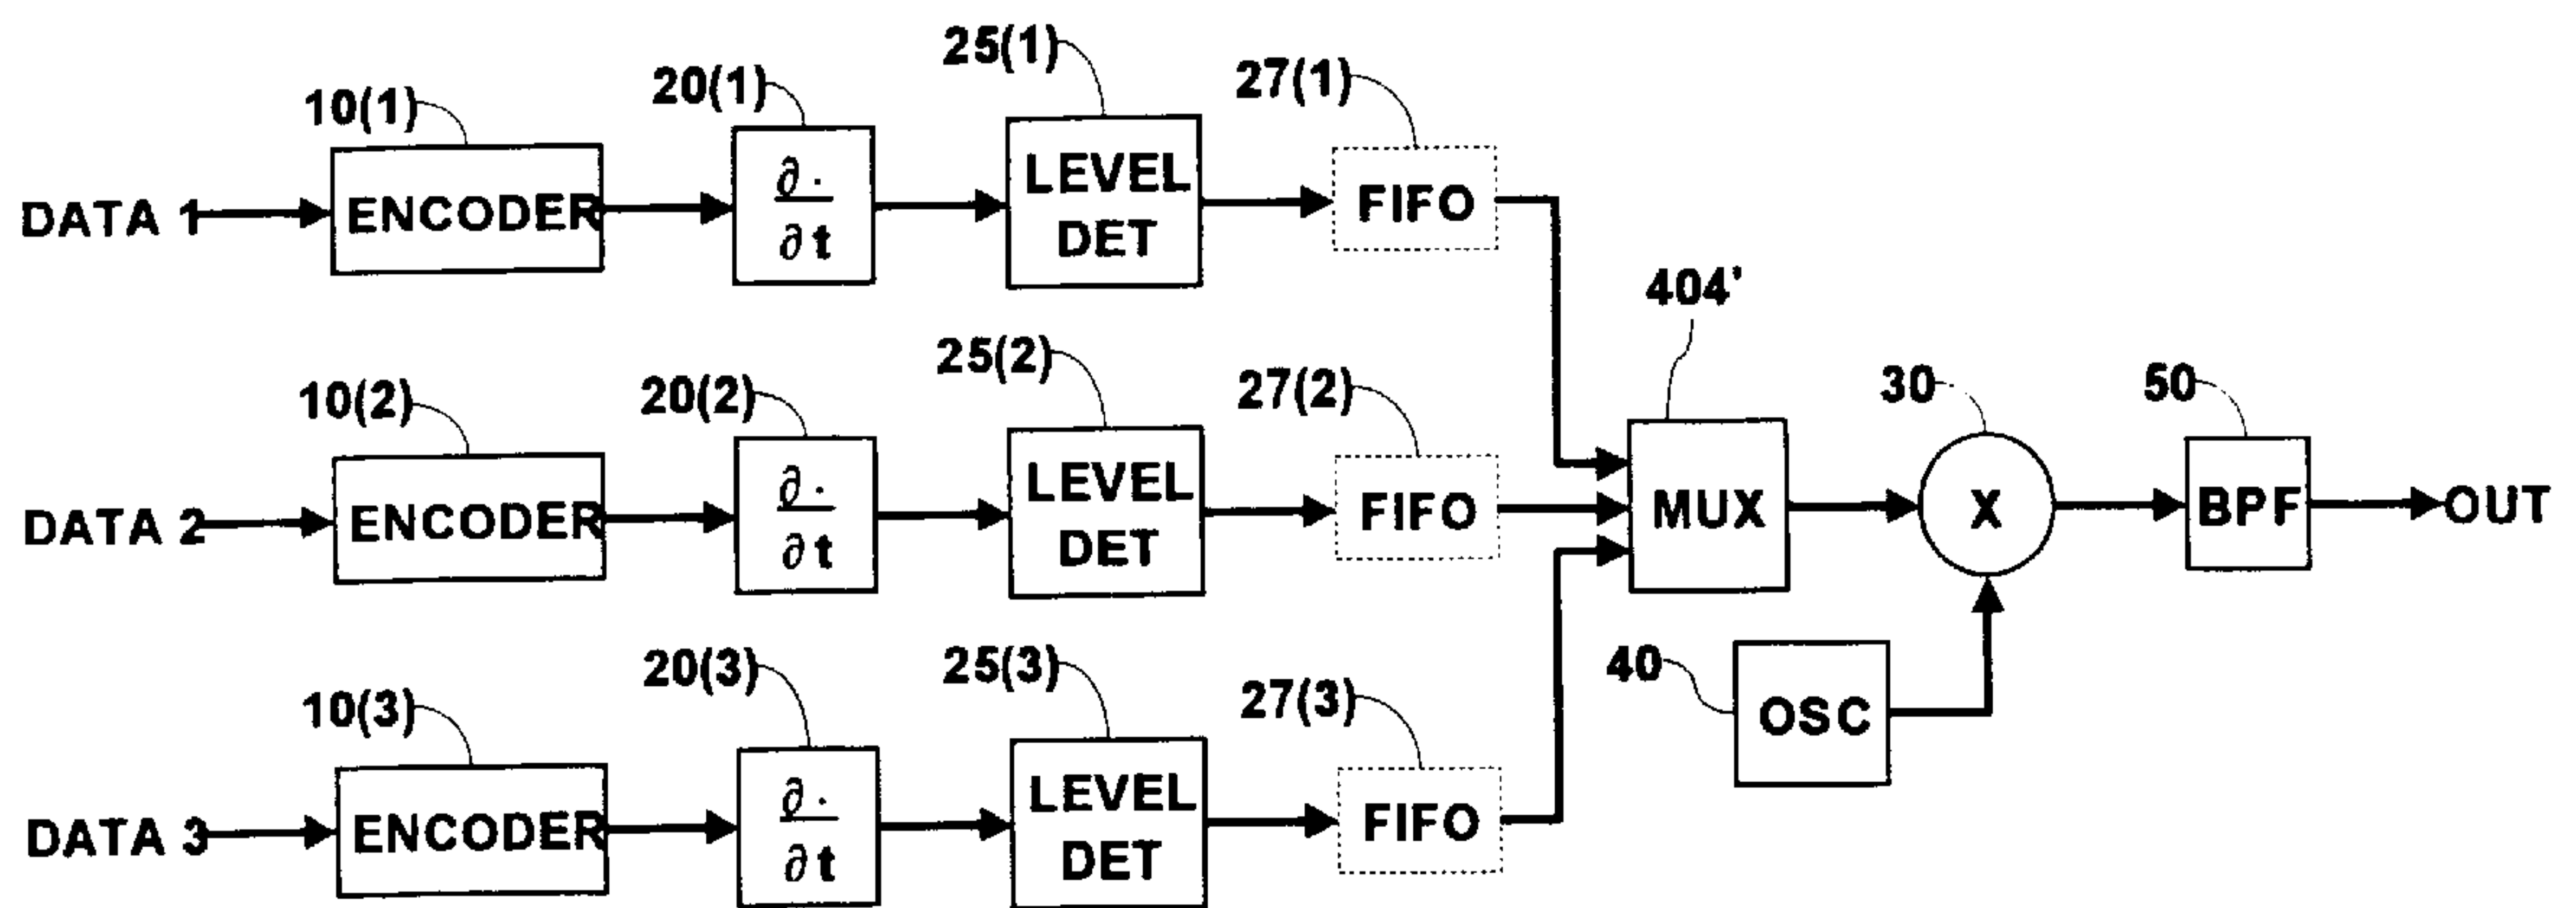 25(1)
27(1)
20(1)
10(1)
DATA 1
ENCODER
∂ ·
∂ t
LEVEL
DET
FIFO
404'
25(2)
27(2)
20(2)
10(2)
30
50
DATA 2
ENCODER
∂ ·
∂ t
LEVEL
DET
FIFO
MUX
X
BPF
OUT
25(3)
27(3)
20(3)
10(3)
40
OSC
DATA 3
ENCODER
∂ ·
∂ t
LEVEL
DET
FIFO